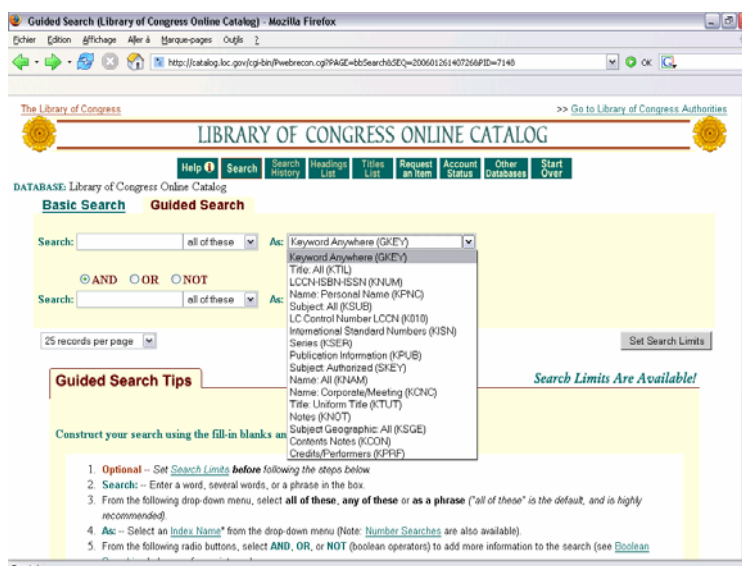 Guided Search (Library of Congress Online Catalog) - Mozilla Firefox
Fichier Edition Affichage Aller à Marque-pages Outils ?
http://catalog.loc.gov/cgi-bin/Pwebrecon.cgi?PAGE=bbSearch&SEQ=20060126140726&PID=7148 OK
The Library of Congress >> Go to Library of Congress Authorities
LIBRARY OF CONGRESS ONLINE CATALOG
Help Search Search History Headings List Titles List Request an Item Account Status Other Databases Start Over
DATABASE: Library of Congress Online Catalog
Basic Search Guided Search
Search: all of these As: Keyword Anywhere (GKEY)
Keyword Anywhere (GKEY)
Title: All (KTIL)
LCCN-ISBN-ISSN (KNUM)
Name: Personal Name (KPNC)
Subject: All (KSUB)
LC Control Number LCCN (K010)
International Standard Numbers (KISN)
Series (KSER)
Publication Information (KPUB)
Subject: Authorized (SKEY)
Name: All (KNAM)
Name: Corporate/Meeting (KCNC)
Title: Uniform Title (KTUT)
Notes (KNOT)
Subject Geographic: All (KSGE)
Contents Notes (KCON)
Credits/Performers (KPRF)
AND OR NOT
Search: all of these As:
25 records per page Set Search Limits
Guided Search Tips Search Limits Are Available!
Construct your search using the fill-in blanks an
1. Optional -- Set Search Limits before following the steps below.
2. Search: -- Enter a word, several words, or a phrase in the box.
3. From the following drop-down menu, select all of these, any of these or as a phrase ("all of these" is the default, and is highly
recommended).
4. As: -- Select an Index Name* from the drop-down menu (Note: Number Searches are also available).
5. From the following radio buttons, select AND, OR, or NOT (boolean operators) to add more information to the search (see Boolean